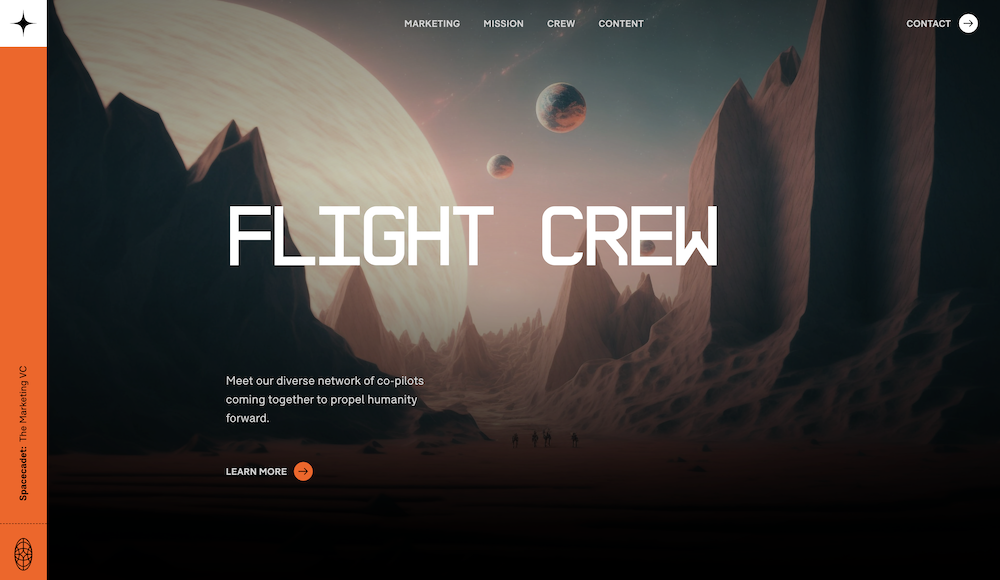 MARKETING MISSION CREW CONTENT CONTACT
FLIGHT CREW
Meet our diverse network of co-pilots
coming together to propel humanity
forward.
LEARN MORE
Spacecadet: The Marketing VC